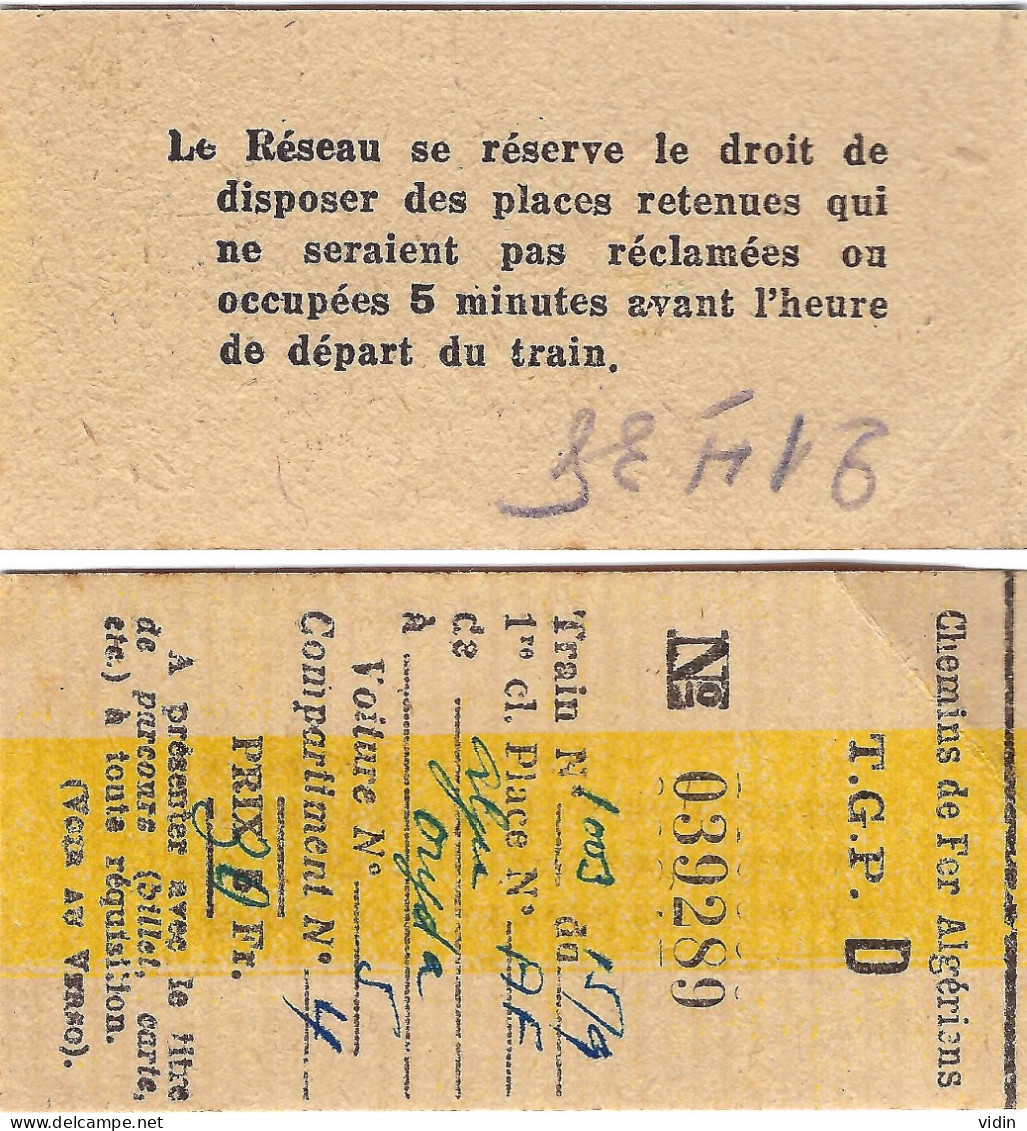 Le Réseau se réserve le droit de
disposer des places retenues qui
ne seraient pas réclamées ou
occupées 5 minutes avant l'heure
de départ du train.
Chemins de Fer Algériens
T.G.P. D
No 039289
Train N° 1003 du 15/9
1re cl. Place N°
de Alger
à Oujda
Voiture N° 5
Compartiment N° 4
PRIX Fr.
A présenter avec le titre
de parcours (billet, carte,
etc.) à toute réquisition.
(Voir au Verso).
delcampe.net
vidin